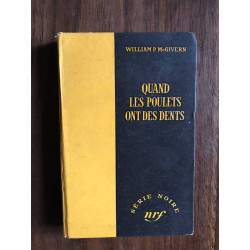 WILLIAM P. McGIVERN
QUAND
LES POULETS
ONT DES DENTS
SÉRIE NOIRE
nrf